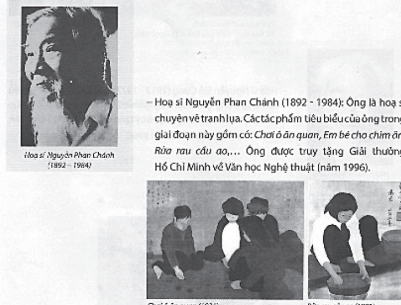 Hoạ sĩ Nguyễn Phan Chánh
(1892 - 1984)
– Hoạ sĩ Nguyễn Phan Chánh (1892 - 1984): Ông là hoạ s
chuyên vẽ tranh lụa. Các tác phẩm tiêu biểu của ông trong
giai đoạn này gồm có: Chơi ô ăn quan, Em bé cho chim ăn
Rửa rau cầu ao,... Ông được truy tặng Giải thưởng
Hồ Chí Minh về Văn học Nghệ thuật (năm 1996).